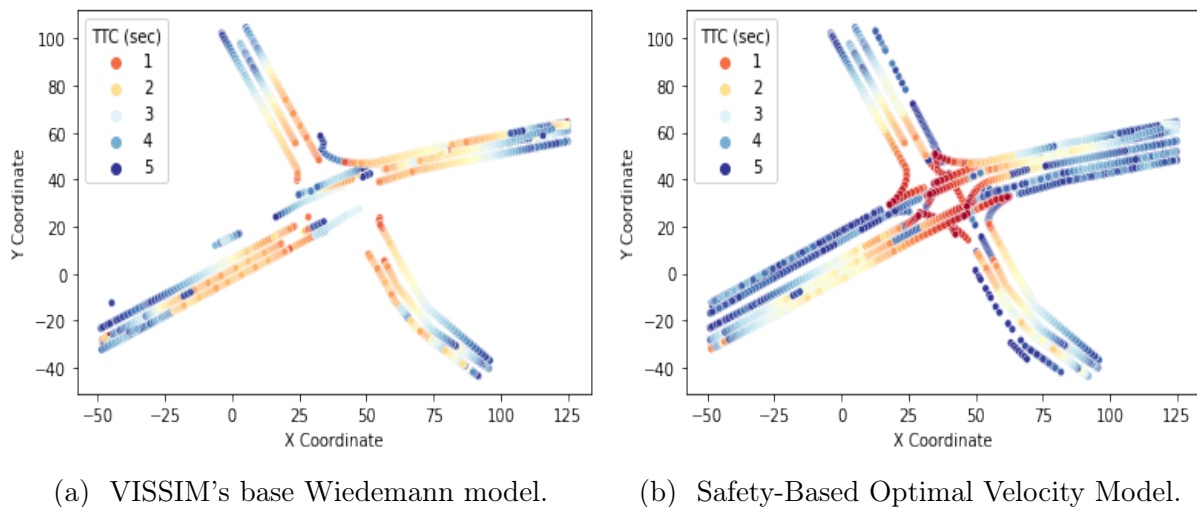 TTC (sec)
1
2
3
4
5
100
80
60
40
20
0
−20
−40
Y Coordinate
−50 −25 0 25 50 75 100 125
X Coordinate
(a) VISSIM's base Wiedemann model.
TTC (sec)
1
2
3
4
5
100
80
60
40
20
0
−20
−40
Y Coordinate
−50 −25 0 25 50 75 100 125
X Coordinate
(b) Safety-Based Optimal Velocity Model.